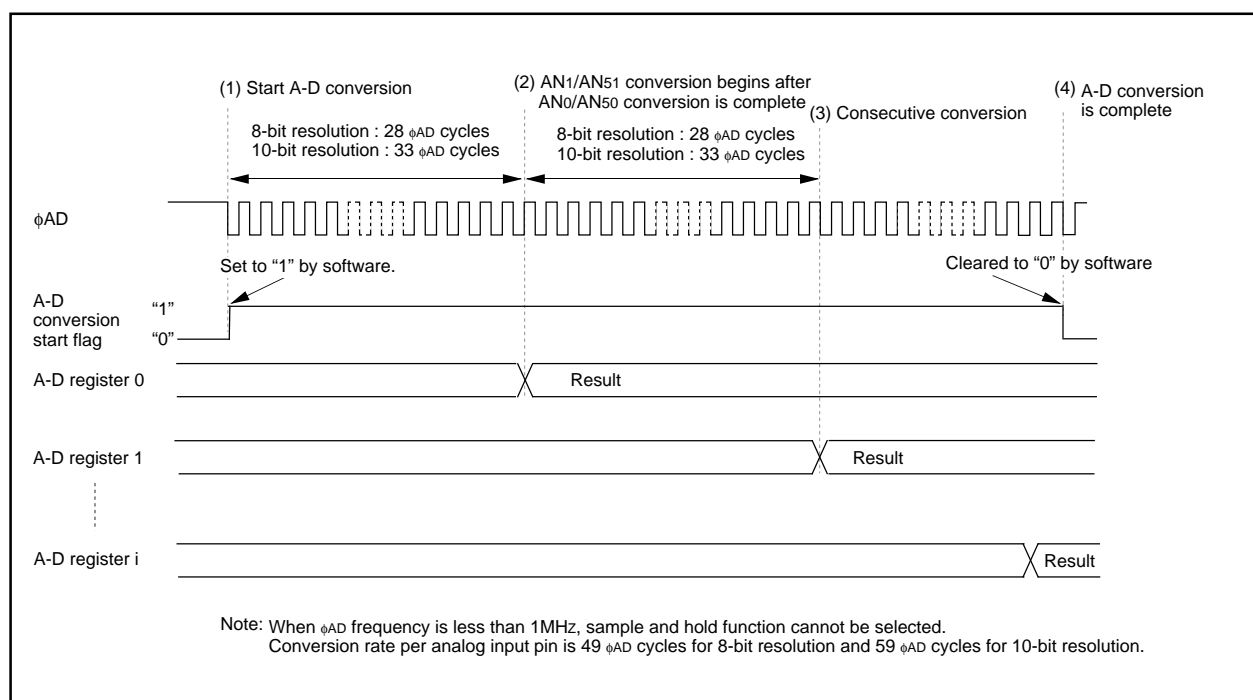 (1) Start A-D conversion
(2) AN1/AN51 conversion begins after
AN0/AN50 conversion is complete
(3) Consecutive conversion
(4) A-D conversion
is complete
8-bit resolution : 28 ϕAD cycles
10-bit resolution : 33 ϕAD cycles
8-bit resolution : 28 ϕAD cycles
10-bit resolution : 33 ϕAD cycles
ϕAD
Set to “1” by software.
Cleared to “0” by software
A-D
conversion
start flag
“1”
“0”
A-D register 0
Result
A-D register 1
Result
A-D register i
Result
Note: When ϕAD frequency is less than 1MHz, sample and hold function cannot be selected.
Conversion rate per analog input pin is 49 ϕAD cycles for 8-bit resolution and 59 ϕAD cycles for 10-bit resolution.